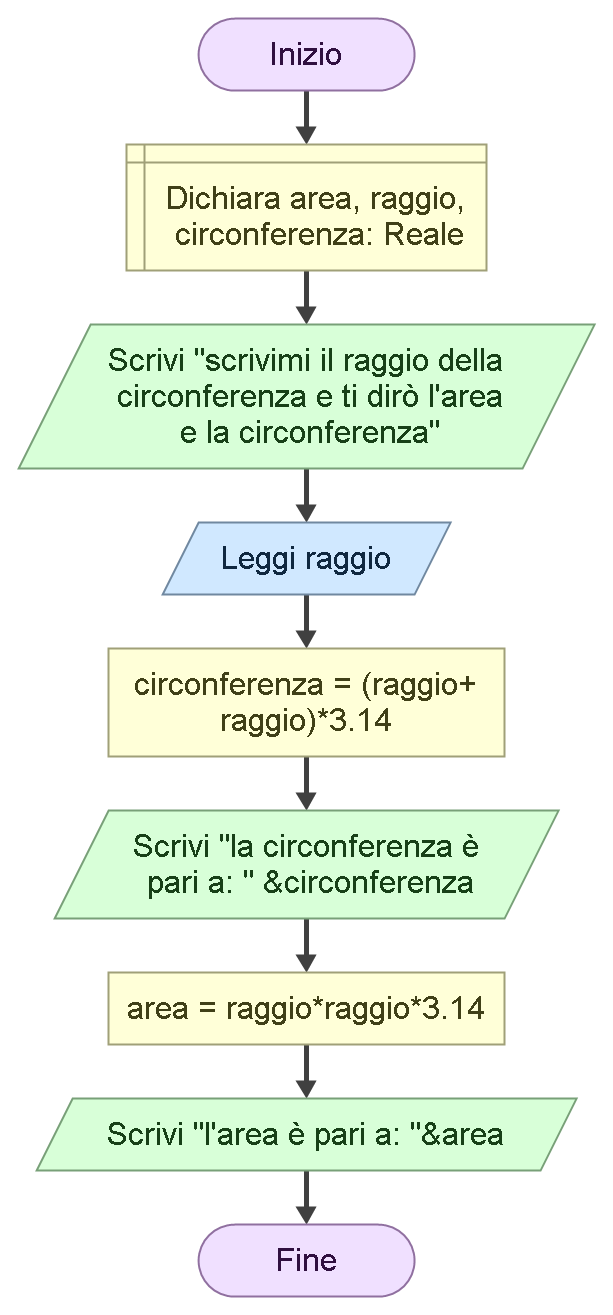 Inizio
Dichiara area, raggio,
circonferenza: Reale
Scrivi "scrivimi il raggio della
circonferenza e ti dirò l'area
e la circonferenza"
Leggi raggio
circonferenza = (raggio+
raggio)*3.14
Scrivi "la circonferenza è
pari a: " &circonferenza
area = raggio*raggio*3.14
Scrivi "l'area è pari a: "&area
Fine